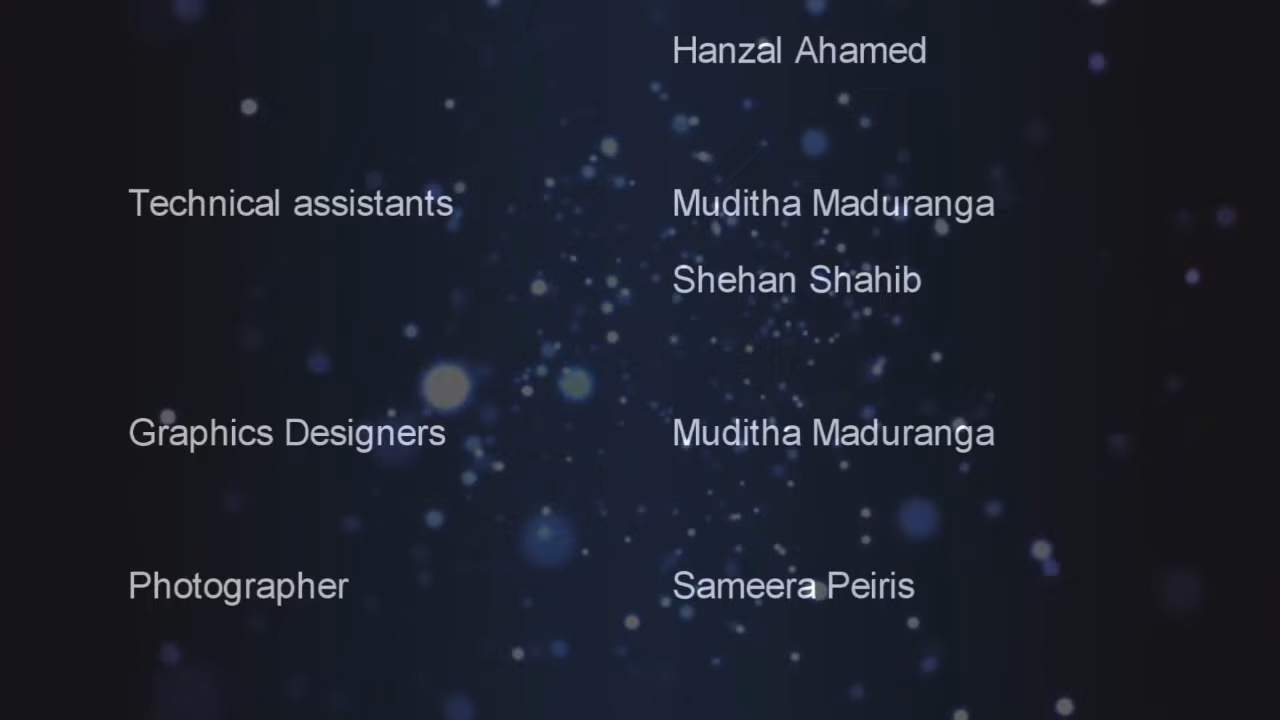 Hanzal Ahamed
Technical assistants Muditha Maduranga
Shehan Shahib
Graphics Designers Muditha Maduranga
Photographer Sameera Peiris